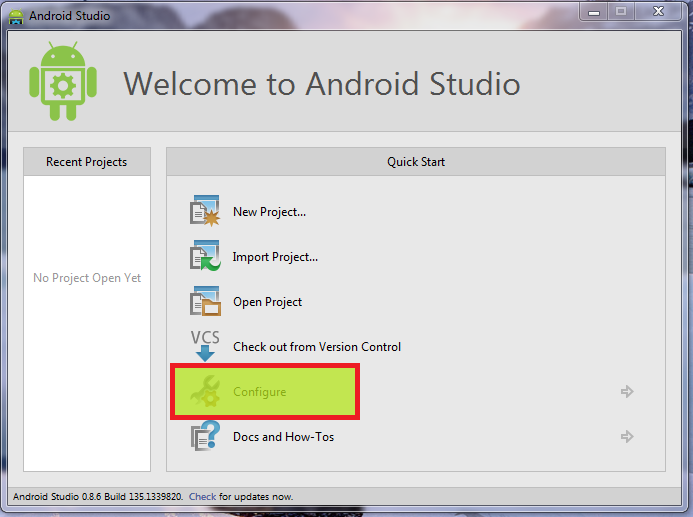 Android Studio
Welcome to Android Studio
Recent Projects
No Project Open Yet
Quick Start
New Project...
Import Project...
Open Project
VCS
Check out from Version Control
Configure
Docs and How-Tos
Android Studio 0.8.6 Build 135.1339820. Check for updates now.